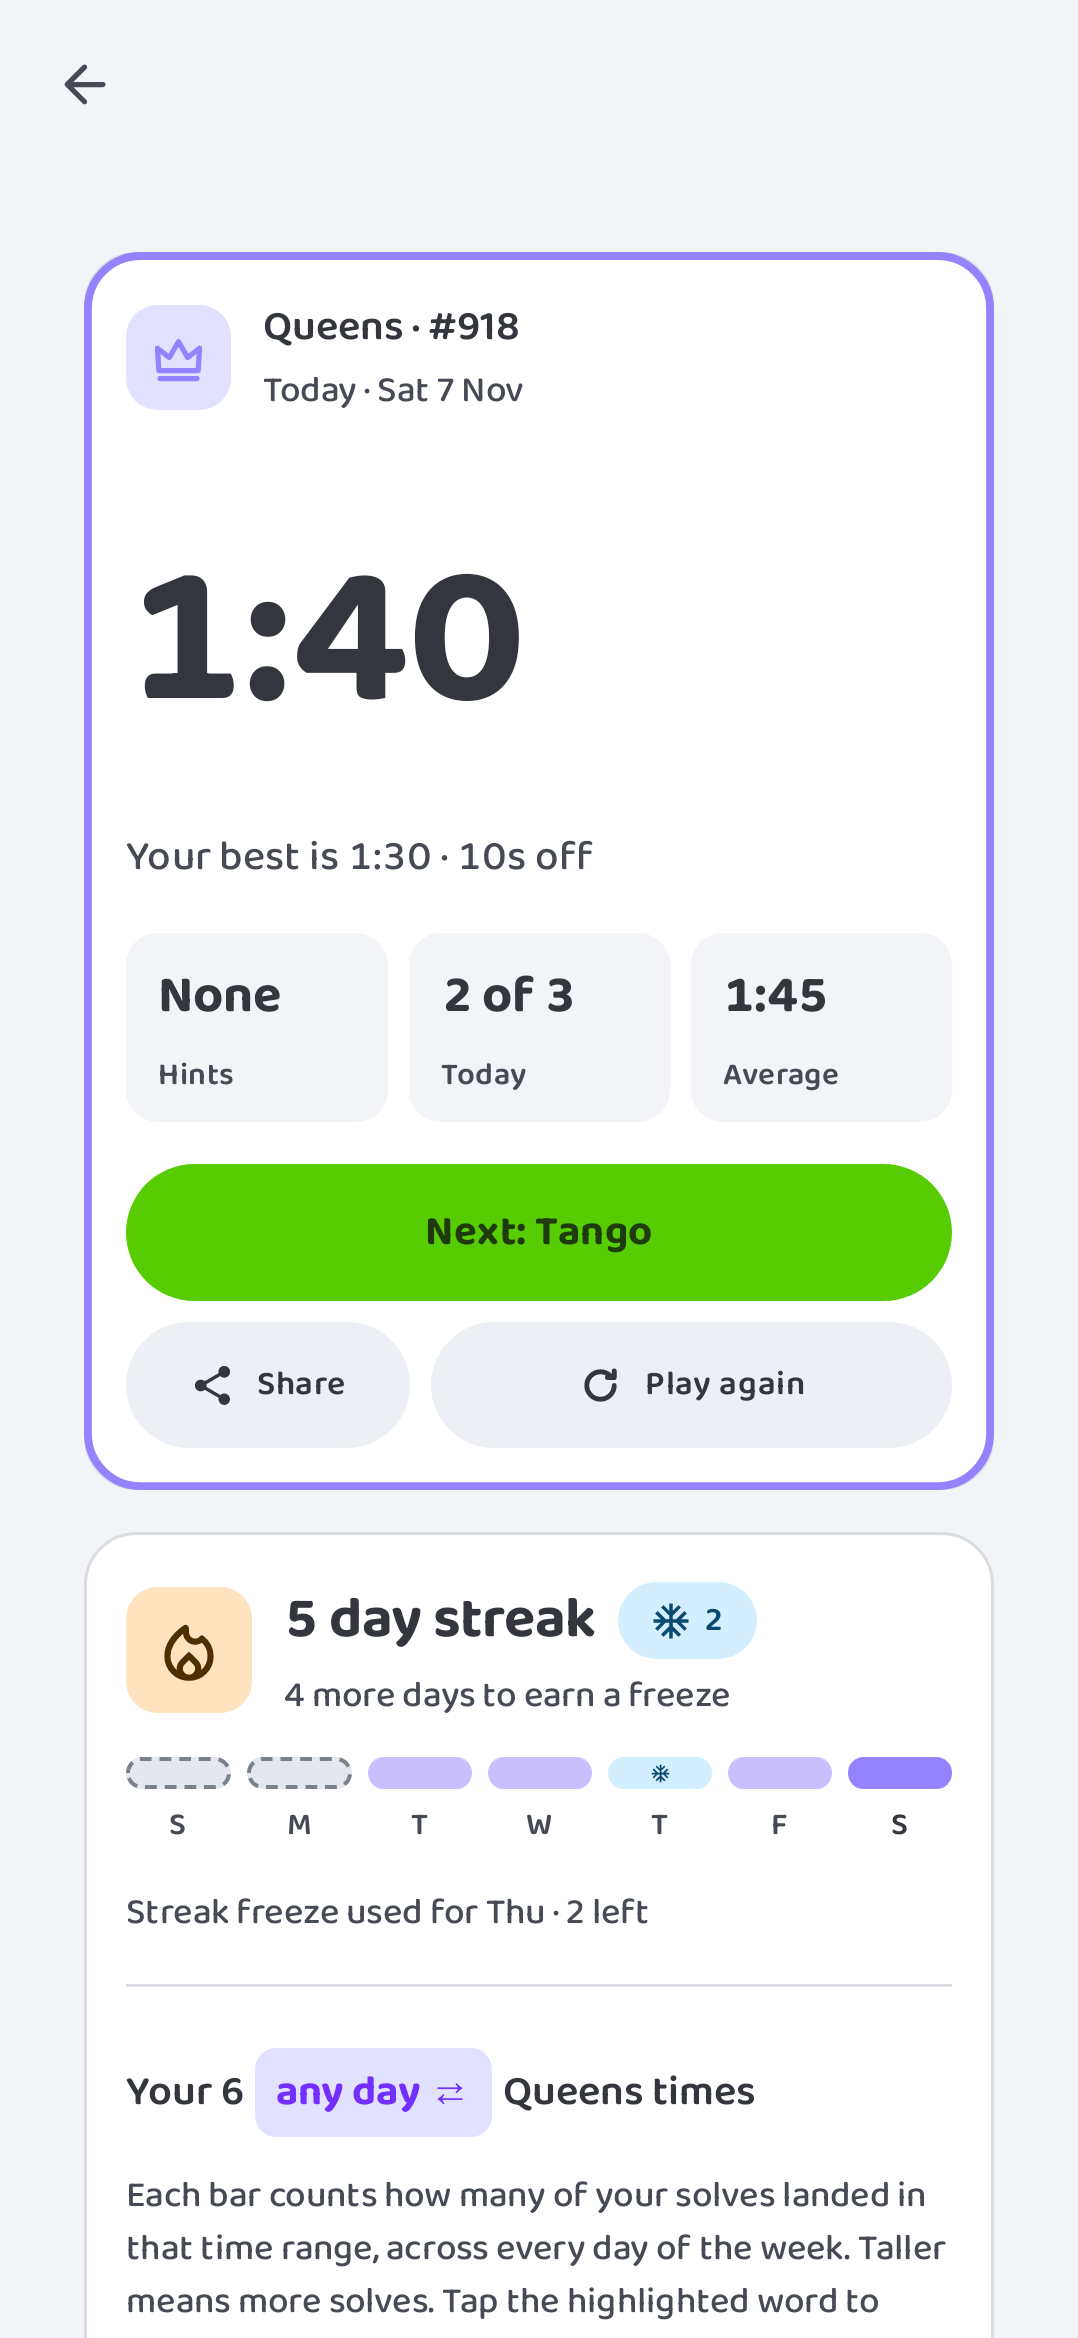 Queens · #918
Today · Sat 7 Nov
1:40
Your best is 1:30 · 10s off
None
Hints
2 of 3
Today
1:45
Average
Next: Tango
Share
Play again
5 day streak
2
4 more days to earn a freeze
S M T W T F S
Streak freeze used for Thu · 2 left
Your 6 any day Queens times
Each bar counts how many of your solves landed in
that time range, across every day of the week. Taller
means more solves. Tap the highlighted word to